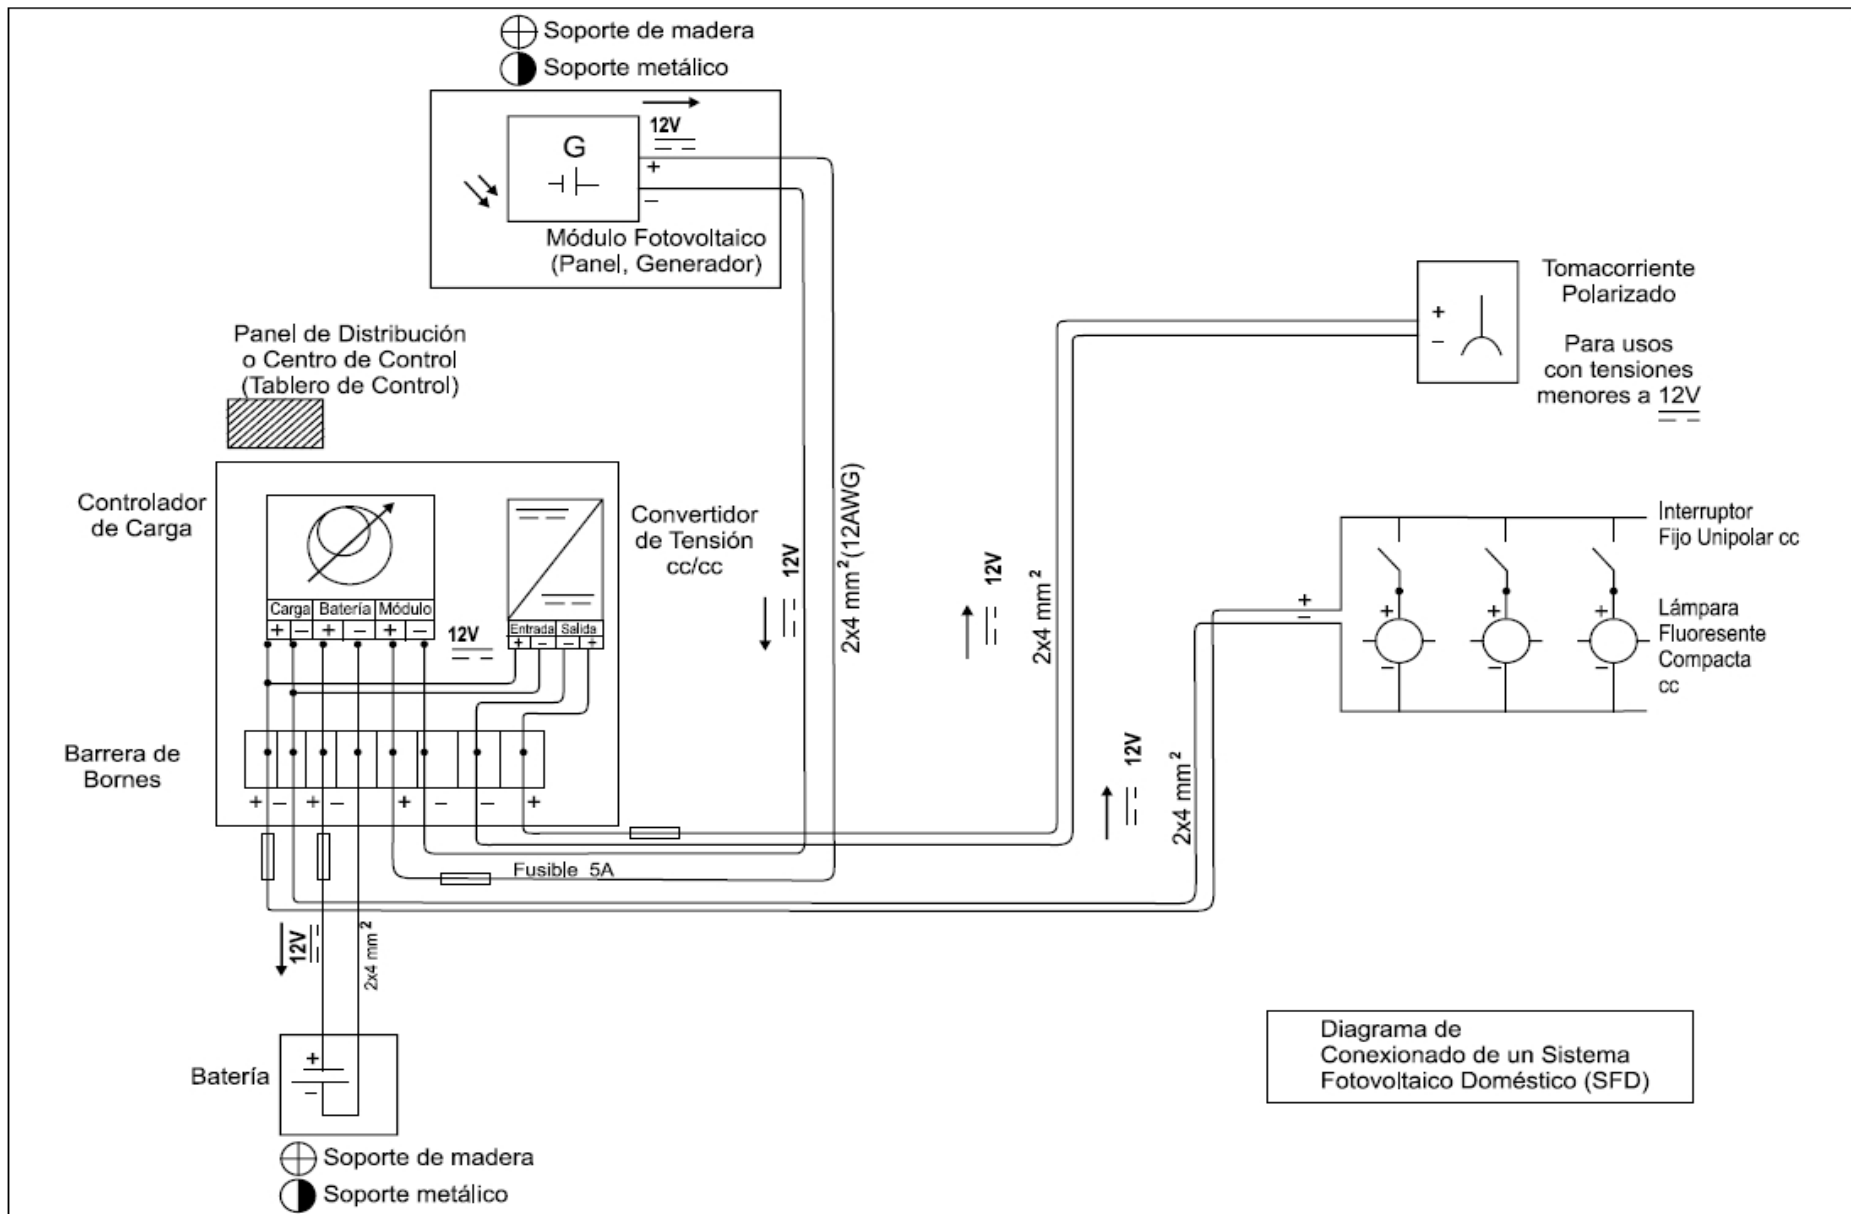 Soporte de madera
Soporte metálico
12V
G
+
−
Módulo Fotovoltaico
(Panel, Generador)
Panel de Distribución
o Centro de Control
(Tablero de Control)
Tomacorriente
Polarizado
+
−
Para usos
con tensiones
menores a 12V
Controlador
de Carga
Carga Batería Módulo
+ − + − + −
12V
Entrada Salida
+ − − +
Convertidor
de Tensión
cc/cc
12V
2x4 mm² (12AWG)
12V
2x4 mm²
Interruptor
Fijo Unipolar cc
+
−
+ + +
− − −
Lámpara
Fluoresente
Compacta
cc
Barrera de
Bornes
+ − + − + − − +
12V
2x4 mm²
Fusible 5A
12V
2x4 mm²
Batería
+
−
Soporte de madera
Soporte metálico
Diagrama de
Conexionado de un Sistema
Fotovoltaico Doméstico (SFD)